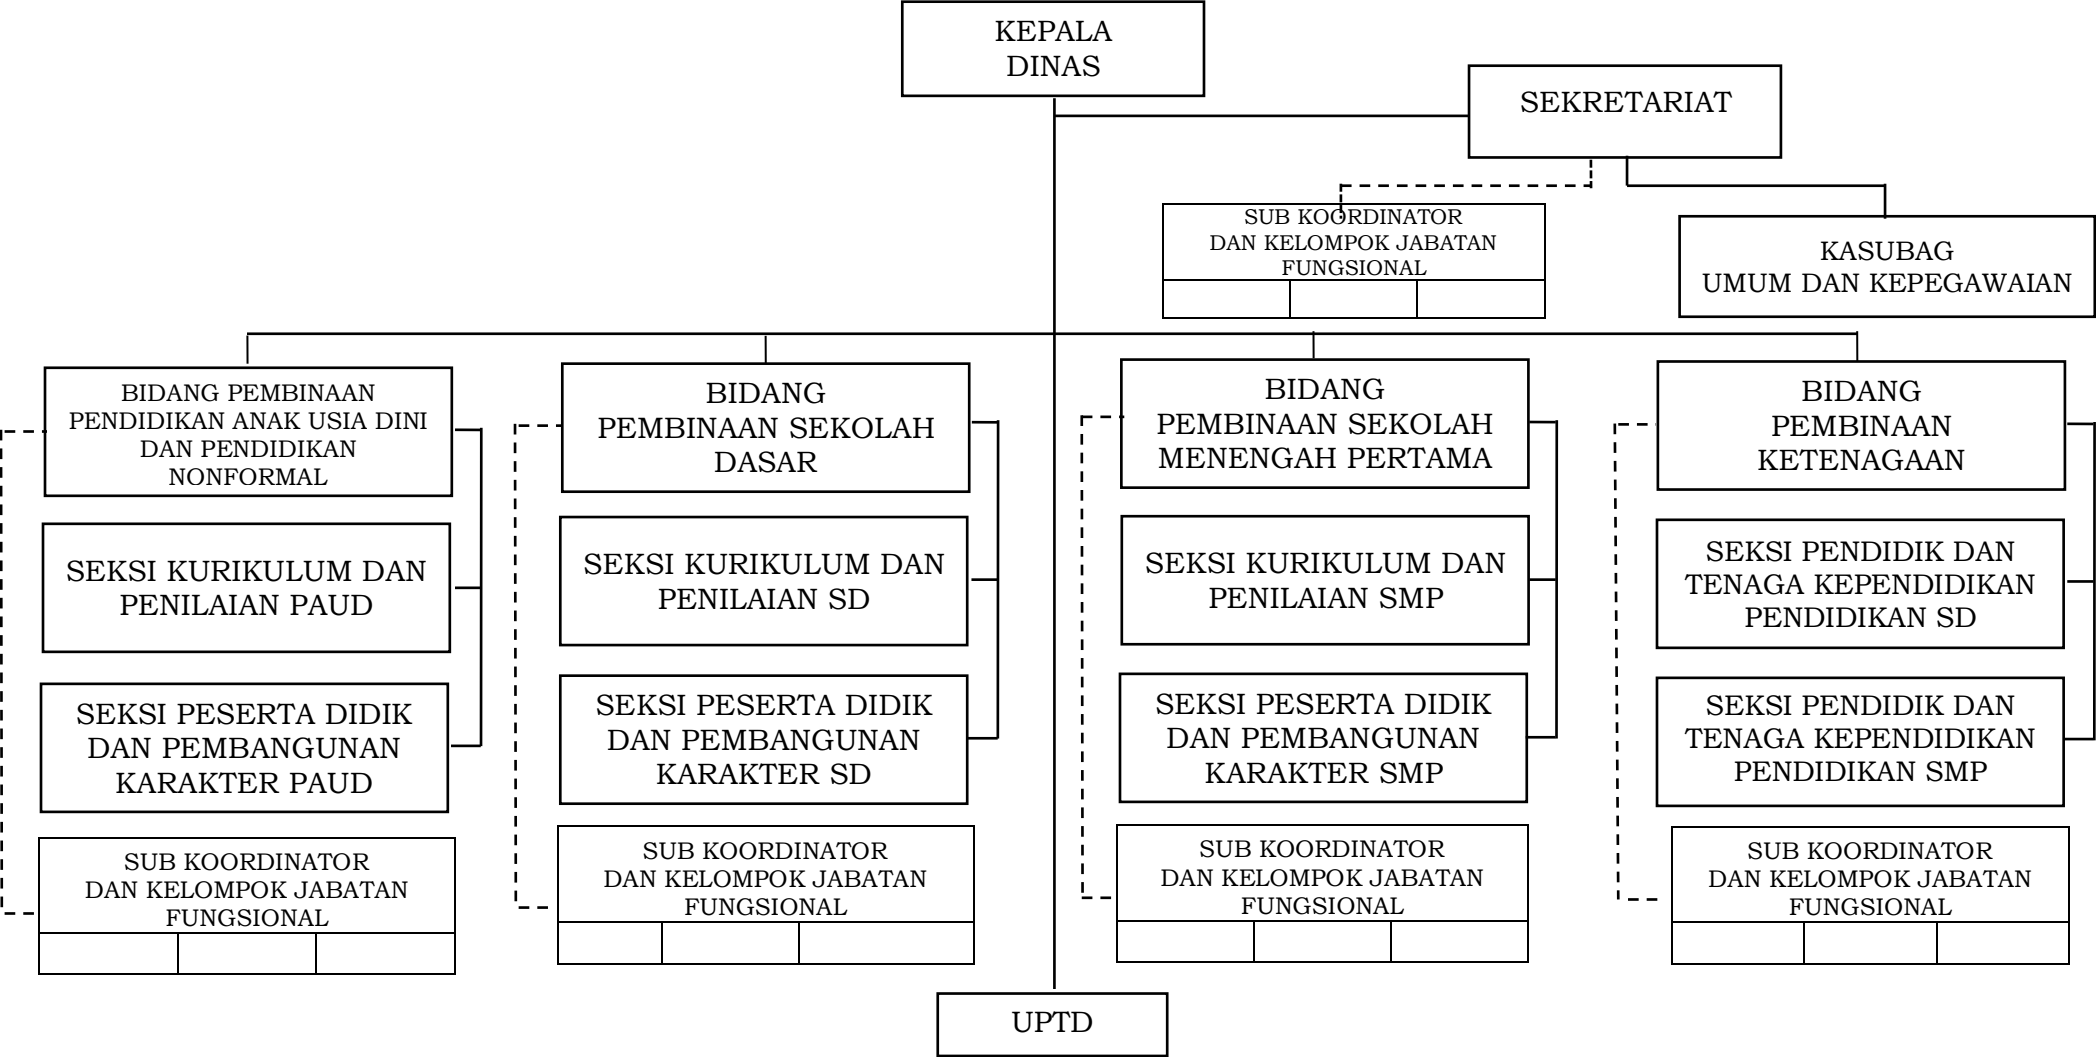 KEPALA
DINAS
SEKRETARIAT
SUB KOORDINATOR
DAN KELOMPOK JABATAN
FUNGSIONAL
KASUBAG
UMUM DAN KEPEGAWAIAN
BIDANG PEMBINAAN
PENDIDIKAN ANAK USIA DINI
DAN PENDIDIKAN
NONFORMAL
SEKSI KURIKULUM DAN
PENILAIAN PAUD
SEKSI PESERTA DIDIK
DAN PEMBANGUNAN
KARAKTER PAUD
SUB KOORDINATOR
DAN KELOMPOK JABATAN
FUNGSIONAL
BIDANG
PEMBINAAN SEKOLAH
DASAR
SEKSI KURIKULUM DAN
PENILAIAN SD
SEKSI PESERTA DIDIK
DAN PEMBANGUNAN
KARAKTER SD
SUB KOORDINATOR
DAN KELOMPOK JABATAN
FUNGSIONAL
BIDANG
PEMBINAAN SEKOLAH
MENENGAH PERTAMA
SEKSI KURIKULUM DAN
PENILAIAN SMP
SEKSI PESERTA DIDIK
DAN PEMBANGUNAN
KARAKTER SMP
SUB KOORDINATOR
DAN KELOMPOK JABATAN
FUNGSIONAL
BIDANG
PEMBINAAN
KETENAGAAN
SEKSI PENDIDIK DAN
TENAGA KEPENDIDIKAN
PENDIDIKAN SD
SEKSI PENDIDIK DAN
TENAGA KEPENDIDIKAN
PENDIDIKAN SMP
SUB KOORDINATOR
DAN KELOMPOK JABATAN
FUNGSIONAL
UPTD